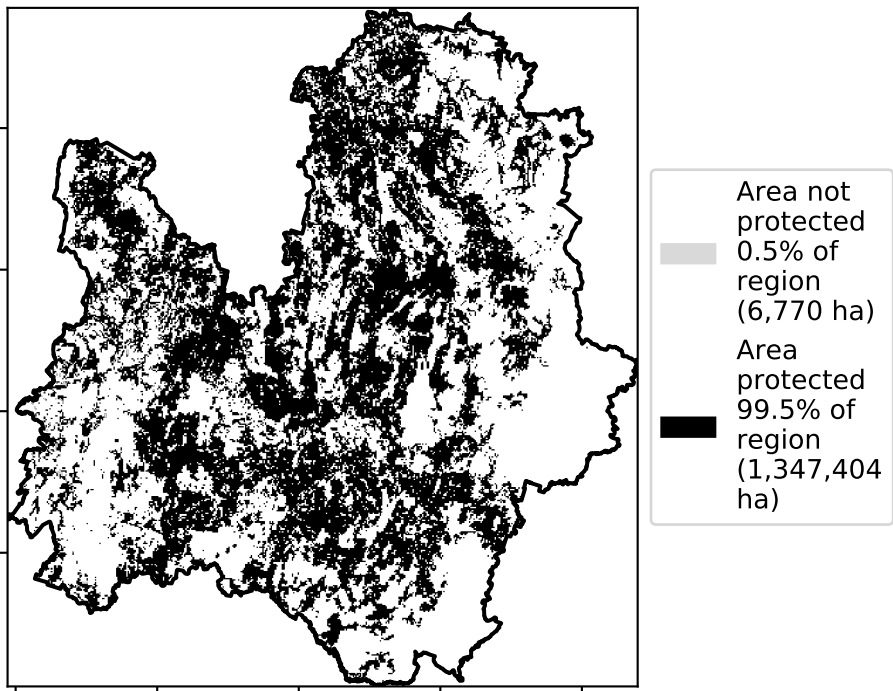 Area not
protected
0.5% of
region
(6,770 ha)
Area
protected
99.5% of
region
(1,347,404
ha)